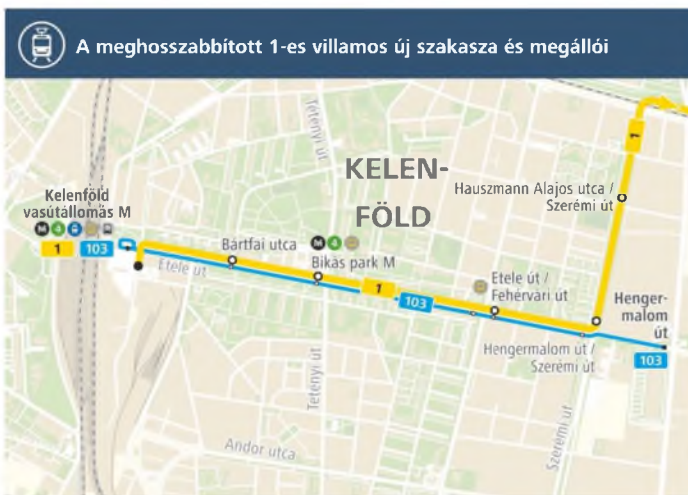 A meghosszabbított 1-es villamos új szakasza és megállói
Tétényi út
KELEN-
FÖLD
1
Hauszmann Alajos utca /
Szerémi út
Kelenföld
vasútállomás M
M 4
1 103
Etele út
Bártfai utca
M 4
Bikás park M
1
103
Etele út /
Fehérvári út
Henger-
malom
út
103
Hengermalom út /
Szerémi út
Tétényi út
Szerémi út
Andor utca